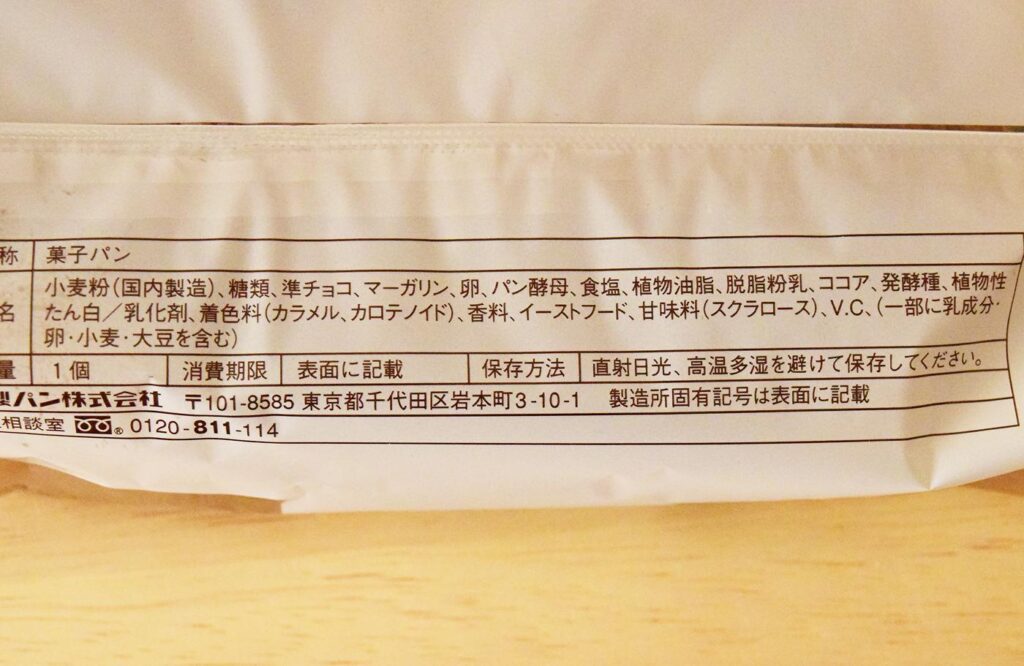 称 菓子パン
小麦粉(国内製造)、糖類、準チョコ、マーガリン、卵、パン酵母、食塩、植物油脂、脱脂粉乳、ココア、発酵種、植物性
名 たん白/乳化剤、着色料(カラメル、カロテノイド)、香料、イーストフード、甘味料(スクラロース)、V.C、(一部に乳成分・
卵・小麦・大豆を含む)
量 1個 消費期限 表面に記載 保存方法 直射日光、高温多湿を避けて保存してください。
パン株式会社 〒101-8585 東京都千代田区岩本町3-10-1 製造所固有記号は表面に記載
相談室 ® 0120-811-114